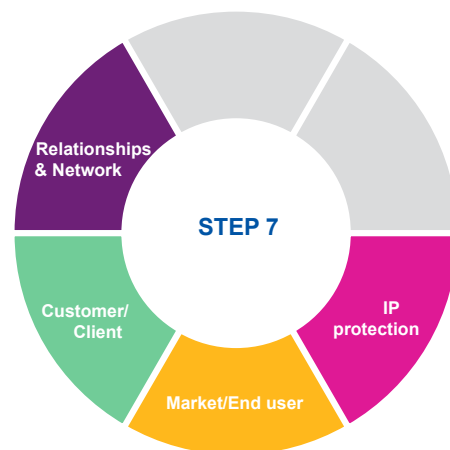 Relationships
& Network
STEP 7
Customer/
Client
IP
protection
Market/End user